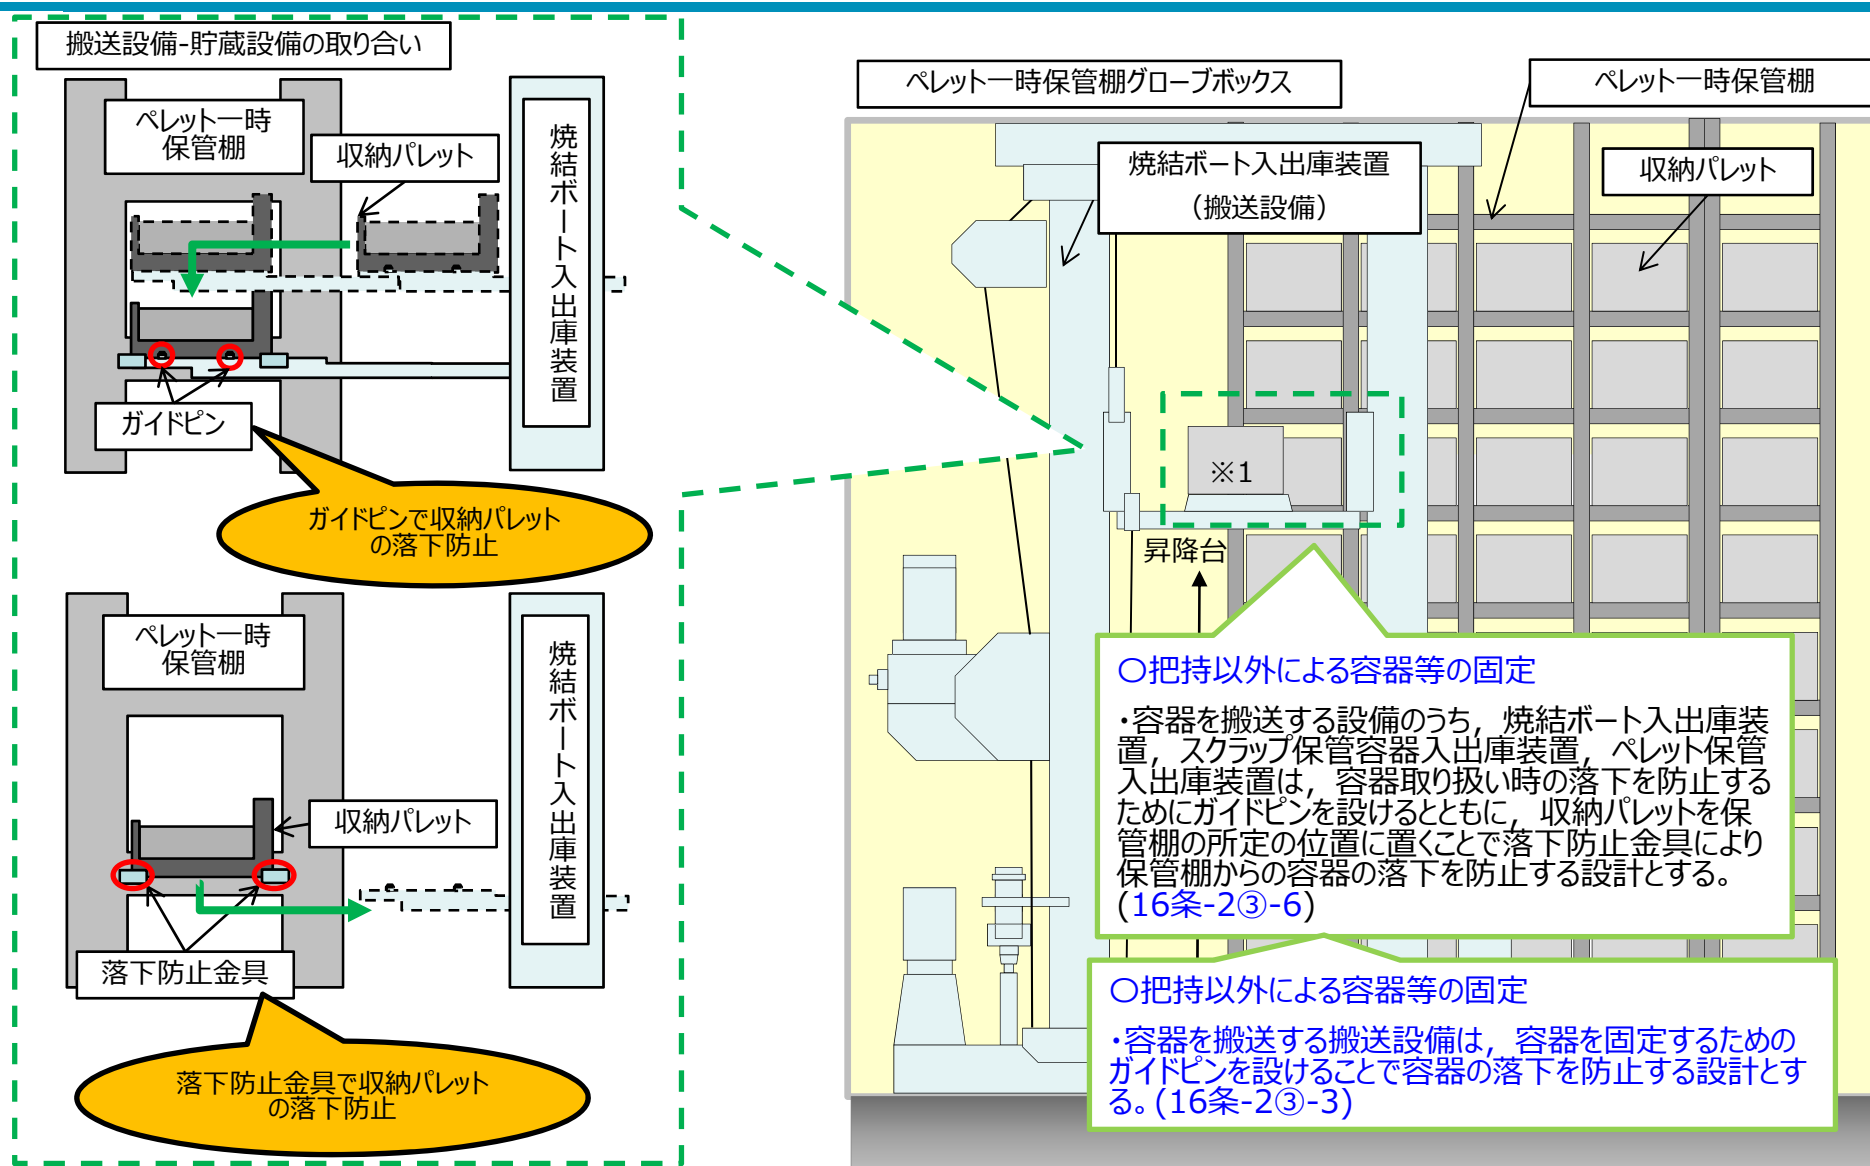 搬送設備-貯蔵設備の取り合い
ペレット一時
保管棚
収納パレット
焼結ボート入出庫装置
ガイドピン
ガイドピンで収納パレット
の落下防止
ペレット一時
保管棚
収納パレット
焼結ボート入出庫装置
落下防止金具
落下防止金具で収納パレット
の落下防止
ペレット一時保管棚グローブボックス
ペレット一時保管棚
焼結ボート入出庫装置
（搬送設備）
収納パレット
※1
昇降台
○把持以外による容器等の固定
・容器を搬送する設備のうち，焼結ボート入出庫装
置，スクラップ保管容器入出庫装置，ペレット保管
入出庫装置は，容器取り扱い時の落下を防止する
ためにガイドピンを設けるとともに，収納パレットを保
管棚の所定の位置に置くことで落下防止金具により
保管棚からの容器の落下を防止する設計とする。
(16条-2③-6)
○把持以外による容器等の固定
・容器を搬送する搬送設備は，容器を固定するための
ガイドピンを設けることで容器の落下を防止する設計とす
る。(16条-2③-3)